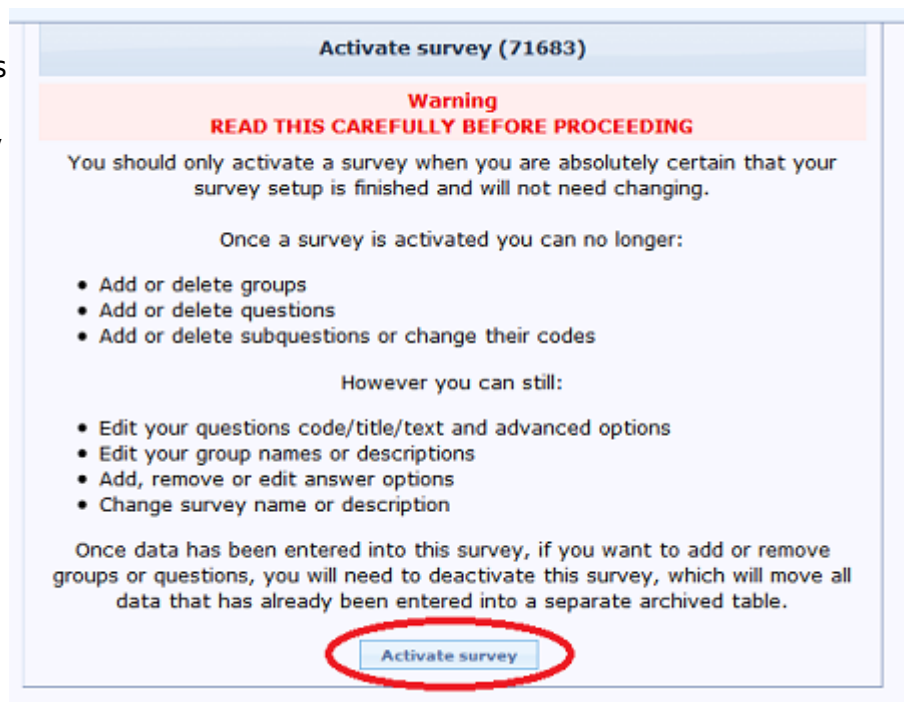 Activate survey (71683)
s
Warning
READ THIS CAREFULLY BEFORE PROCEEDING
You should only activate a survey when you are absolutely certain that your
survey setup is finished and will not need changing.
Once a survey is activated you can no longer:
• Add or delete groups
• Add or delete questions
• Add or delete subquestions or change their codes
However you can still:
• Edit your questions code/title/text and advanced options
• Edit your group names or descriptions
• Add, remove or edit answer options
• Change survey name or description
Once data has been entered into this survey, if you want to add or remove
groups or questions, you will need to deactivate this survey, which will move all
data that has already been entered into a separate archived table.
Activate survey